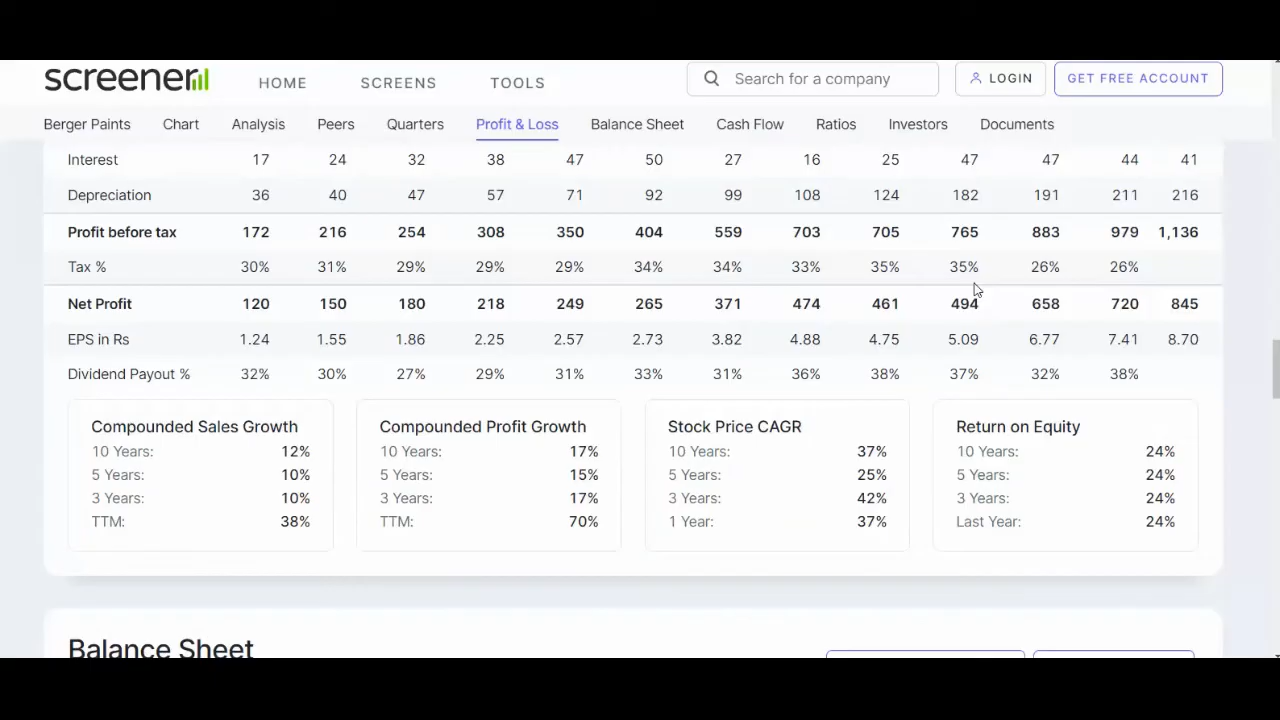 screener HOME SCREENS TOOLS Search for a company LOGIN GET FREE ACCOUNT
Berger Paints Chart Analysis Peers Quarters Profit & Loss Balance Sheet Cash Flow Ratios Investors Documents
Interest 17 24 32 38 47 50 27 16 25 47 47 44 41
Depreciation 36 40 47 57 71 92 99 108 124 182 191 211 216
Profit before tax 172 216 254 308 350 404 559 703 705 765 883 979 1,136
Tax % 30% 31% 29% 29% 29% 34% 34% 33% 35% 35% 26% 26%
Net Profit 120 150 180 218 249 265 371 474 461 494 658 720 845
EPS in Rs 1.24 1.55 1.86 2.25 2.57 2.73 3.82 4.88 4.75 5.09 6.77 7.41 8.70
Dividend Payout % 32% 30% 27% 29% 31% 33% 31% 36% 38% 37% 32% 38%
Compounded Sales Growth
10 Years: 12%
5 Years: 10%
3 Years: 10%
TTM: 38%
Compounded Profit Growth
10 Years: 17%
5 Years: 15%
3 Years: 17%
TTM: 70%
Stock Price CAGR
10 Years: 37%
5 Years: 25%
3 Years: 42%
1 Year: 37%
Return on Equity
10 Years: 24%
5 Years: 24%
3 Years: 24%
Last Year: 24%
Balance Sheet